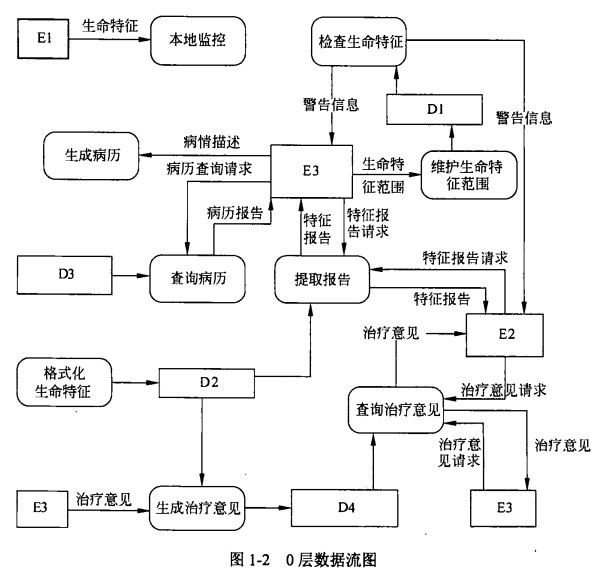 E1
生命特征
本地监控
检查生命特征
警告信息
D1
警告信息
生成病历
病情描述
病历查询请求
E3
生命特
征范围
维护生命特
征范围
病历报告
特征
报告
特征报
告请求
D3
查询病历
提取报告
特征报告请求
特征报告
治疗意见
E2
格式化
生命特征
D2
治疗意见请求
查询治疗意见
治疗意
见请求
治疗意见
E3
治疗意见
生成治疗意见
D4
E3
图 1-2 0 层数据流图